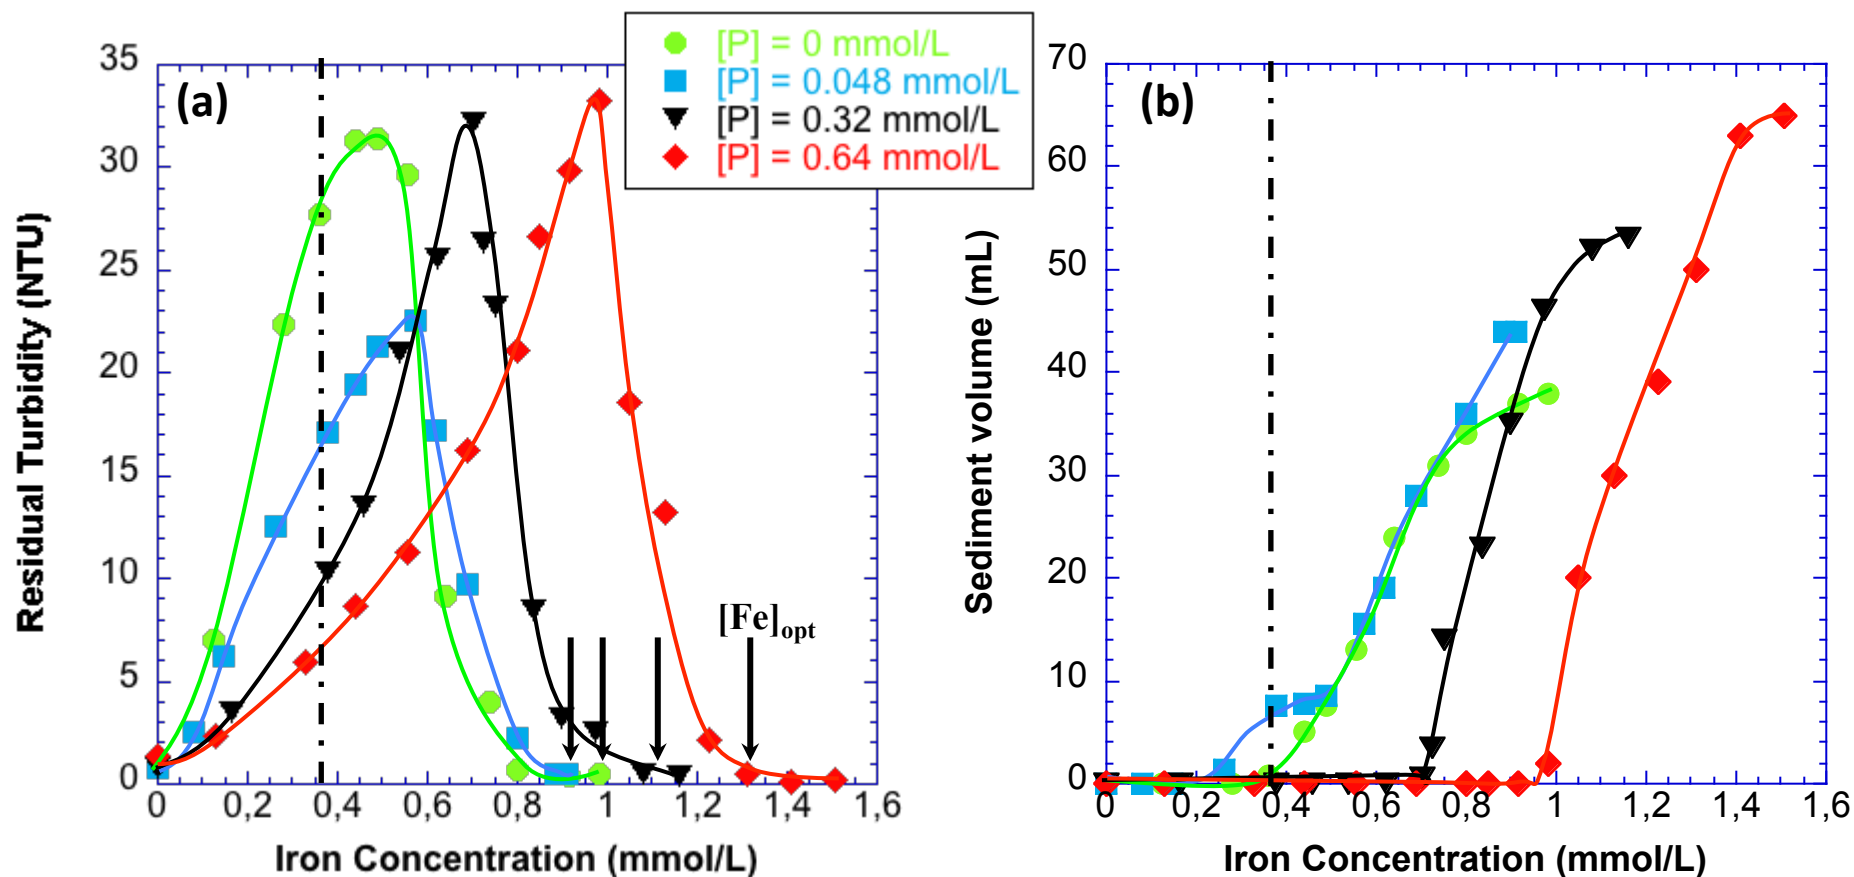 [P] = 0 mmol/L
[P] = 0.048 mmol/L
[P] = 0.32 mmol/L
[P] = 0.64 mmol/L
(a)
35
30
25
20
15
10
5
0
Residual Turbidity (NTU)
[Fe]opt
0 0,2 0,4 0,6 0,8 1 1,2 1,4 1,6
Iron Concentration (mmol/L)
(b)
70
60
50
40
30
20
10
0
Sediment volume (mL)
0 0,2 0,4 0,6 0,8 1 1,2 1,4 1,6
Iron Concentration (mmol/L)